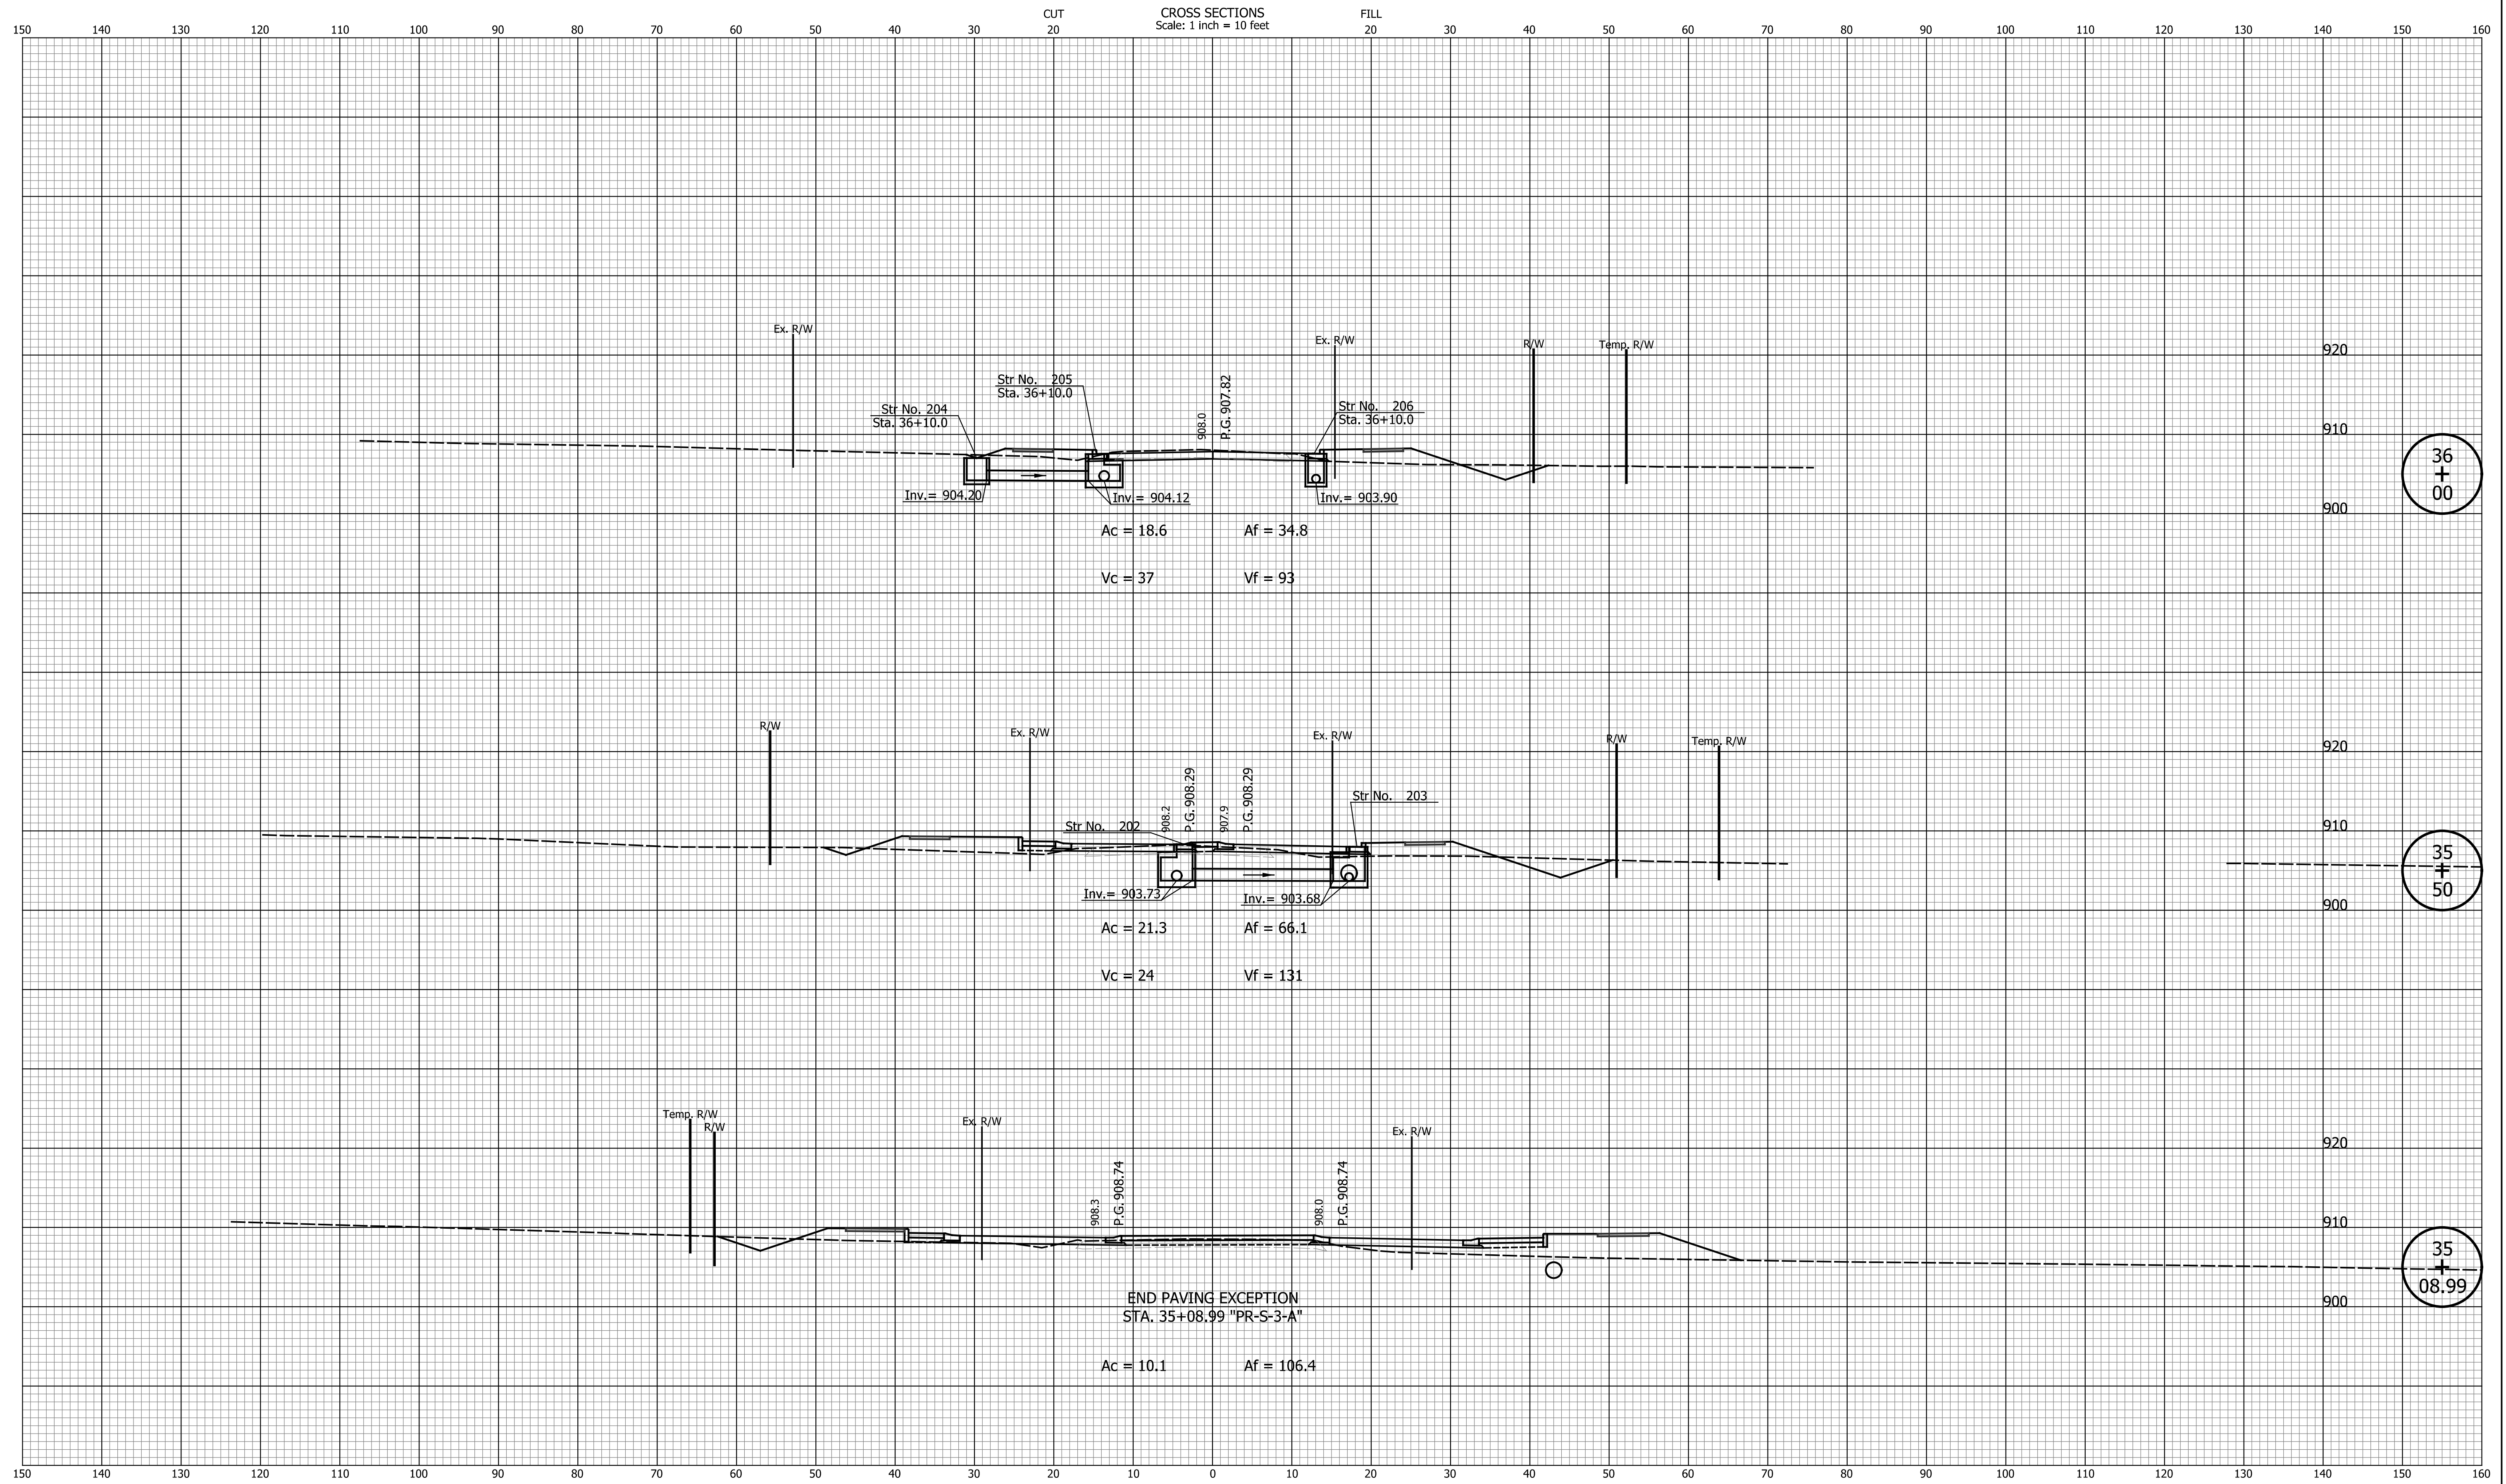 CUT CROSS SECTIONS FILL
Scale: 1 inch = 10 feet
150 140 130 120 110 100 90 80 70 60 50 40 30 20 10 0 10 20 30 40 50 60 70 80 90 100 110 120 130 140 150 160
Ex. R/W
Ex. R/W
R/W
Temp. R/W
920
Str No. 205
Sta. 36+10.0
908.0
P.G. 907.82
Str No. 204
Sta. 36+10.0
Str No. 206
Sta. 36+10.0
910
36
+
00
Inv.= 904.20
Inv.= 904.12
Inv.= 903.90
900
Ac = 18.6 Af = 34.8
Vc = 37 Vf = 93
R/W
Ex. R/W
Ex. R/W
R/W
Temp. R/W
920
908.2
P.G. 908.29
907.9
P.G. 908.29
Str No. 203
Str No. 202
910
35
+
50
Inv.= 903.73
Inv.= 903.68
900
Ac = 21.3 Af = 66.1
Vc = 24 Vf = 131
Temp. R/W
R/W
Ex. R/W
Ex. R/W
920
908.3
P.G. 908.74
908.0
P.G. 908.74
910
35
+
08.99
900
END PAVING EXCEPTION
STA. 35+08.99 "PR-S-3-A"
Ac = 10.1 Af = 106.4
150 140 130 120 110 100 90 80 70 60 50 40 30 20 10 0 10 20 30 40 50 60 70 80 90 100 110 120 130 140 150 160